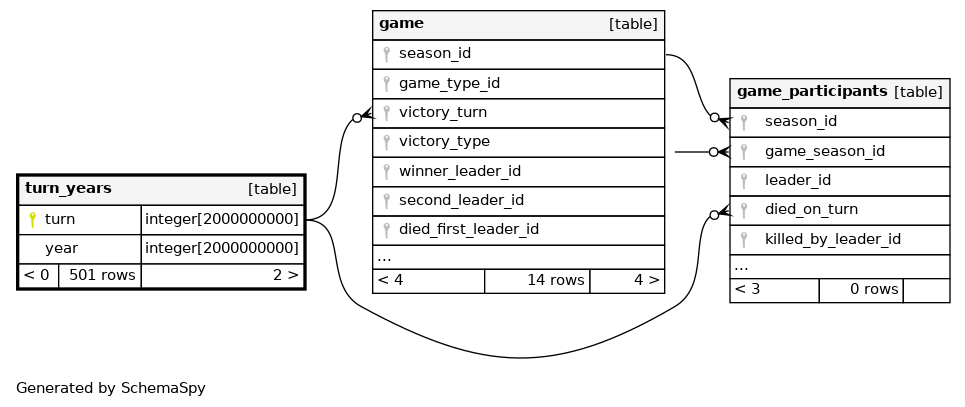 turn_years [table]
turn integer[2000000000]
year integer[2000000000]
< 0 501 rows 2 >
game [table]
season_id
game_type_id
victory_turn
victory_type
winner_leader_id
second_leader_id
died_first_leader_id
...
< 4 14 rows 4 >
game_participants [table]
season_id
game_season_id
leader_id
died_on_turn
killed_by_leader_id
...
< 3 0 rows
Generated by SchemaSpy